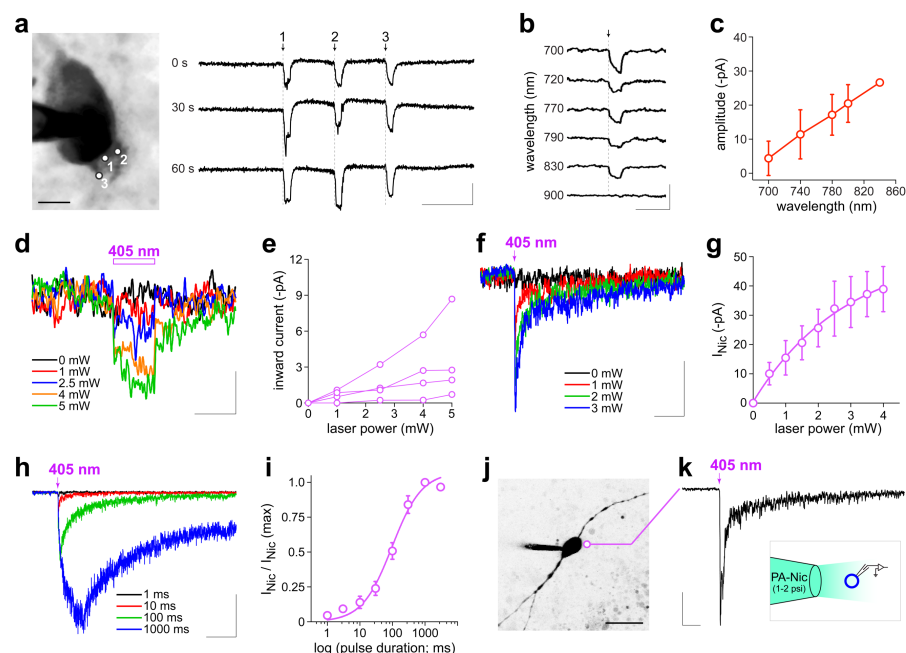 a
1 2 3
0 s
30 s
60 s
1
2
3
b
wavelength (nm)
700
720
770
790
830
900
c
amplitude (-pA)
40
30
20
10
0
700 740 780 820 860
wavelength (nm)
d
405 nm
0 mW
1 mW
2.5 mW
4 mW
5 mW
e
inward current (-pA)
12
9
6
3
0
0 1 2 3 4 5
laser power (mW)
f
405 nm
0 mW
1 mW
2 mW
3 mW
g
INic (-pA)
50
40
30
20
10
0
0 1 2 3 4
laser power (mW)
h
405 nm
1 ms
10 ms
100 ms
1000 ms
i
INic / INic (max)
1.0
0.75
0.50
0.25
0
1 10 100 1000
log (pulse duration; ms)
j
k
405 nm
PA-Nic
(1-2 psi)